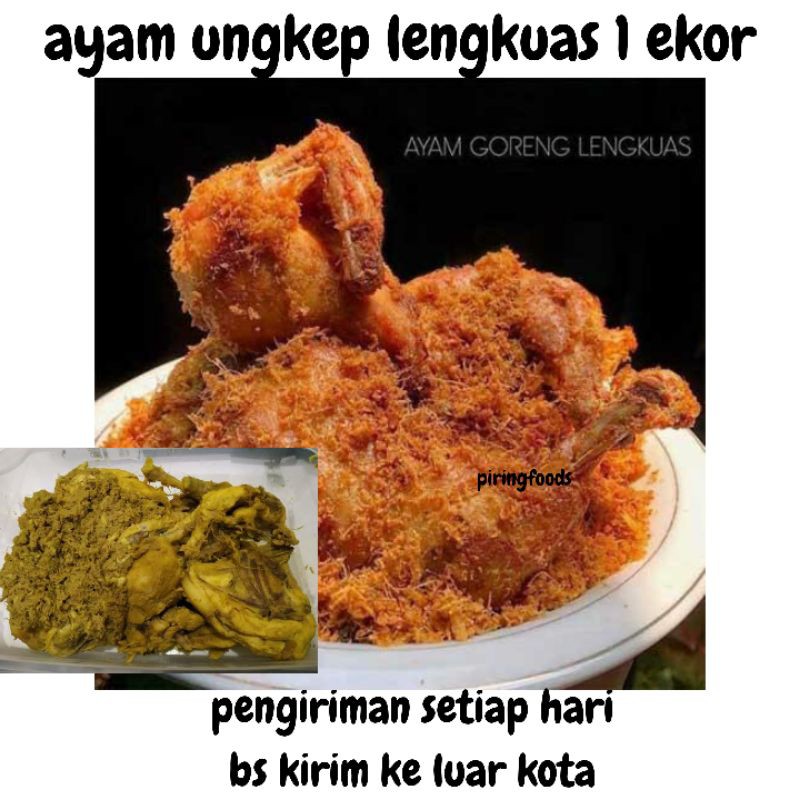 ayam ungkep lengkuas 1 ekor
AYAM GORENG LENGKUAS
piringfoods
pengiriman setiap hari
bs kirim ke luar kota